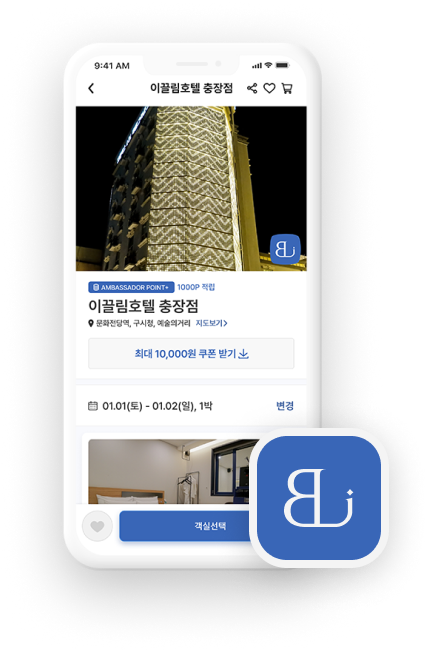 9:41 AM
이끌림호텔 충장점
AMBASSADOR POINT+ 1000P 적립
이끌림호텔 충장점
문화전당역, 구시청, 예술의거리 지도보기
최대 10,000원 쿠폰 받기
01.01(토) - 01.02(일), 1박 변경
객실선택